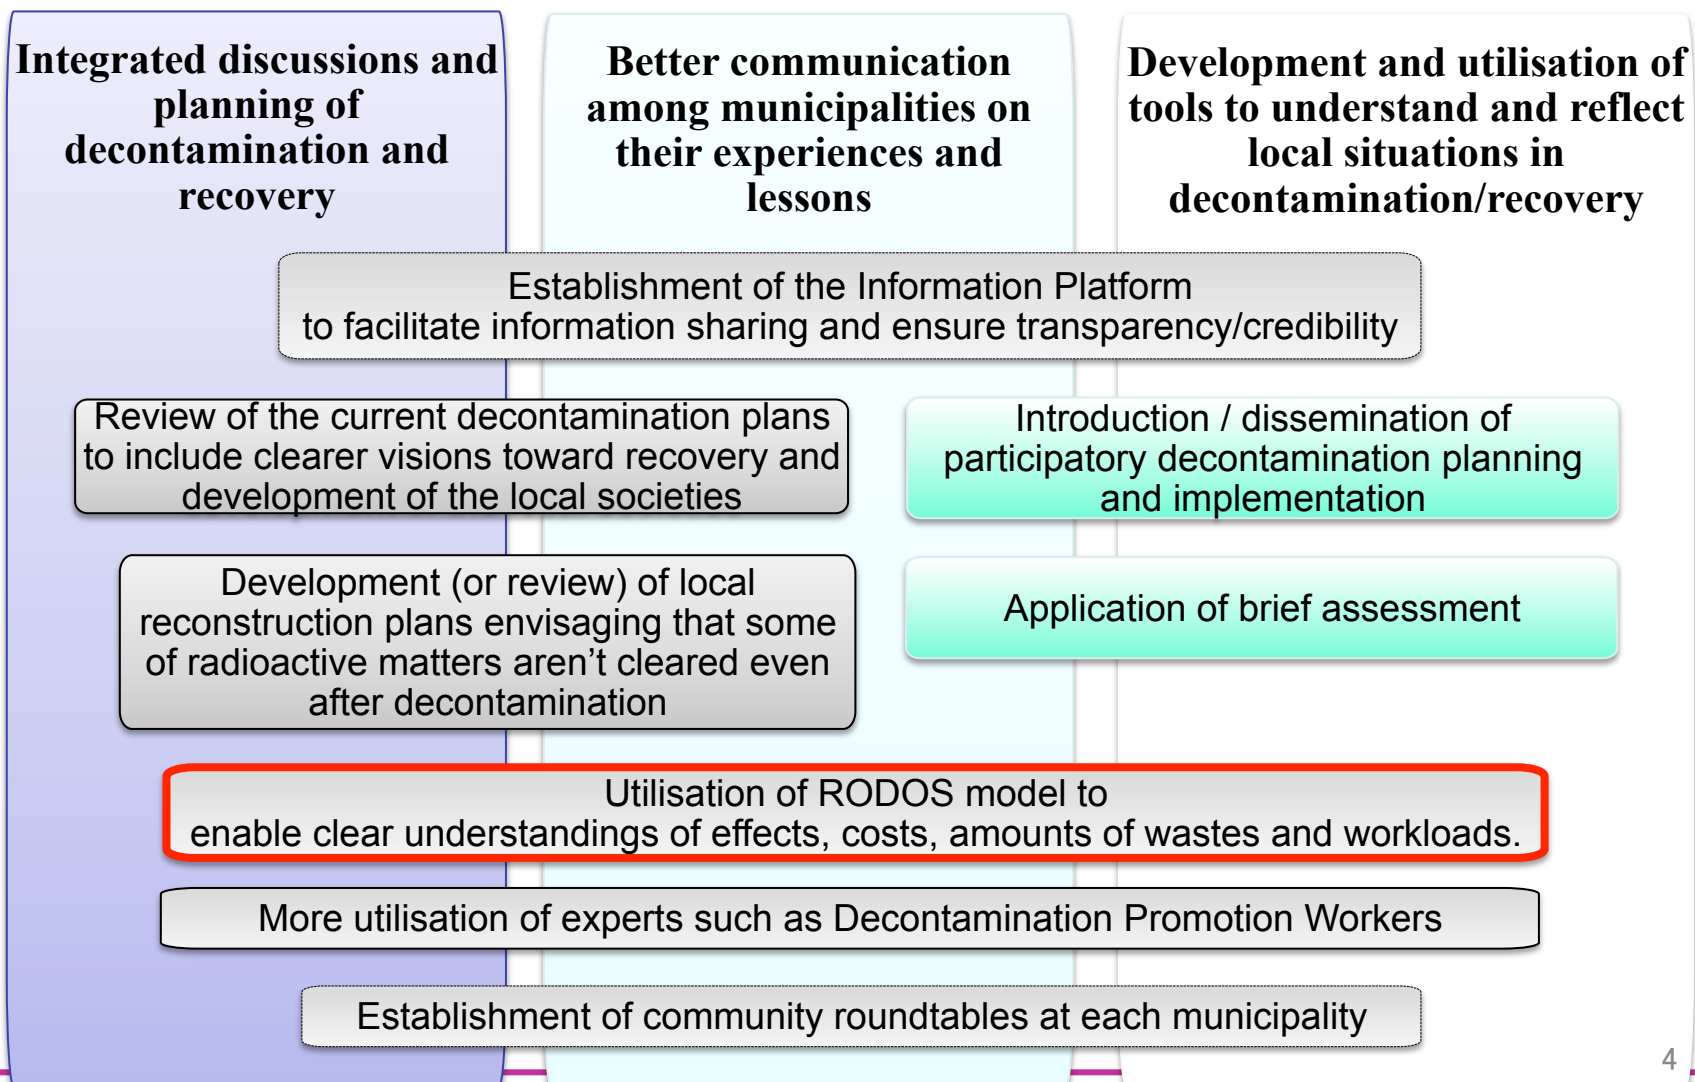 Integrated discussions and
planning of
decontamination and
recovery
Better communication
among municipalities on
their experiences and
lessons
Development and utilisation of
tools to understand and reflect
local situations in
decontamination/recovery
Establishment of the Information Platform
to facilitate information sharing and ensure transparency/credibility
Review of the current decontamination plans
to include clearer visions toward recovery and
development of the local societies
Introduction / dissemination of
participatory decontamination planning
and implementation
Development (or review) of local
reconstruction plans envisaging that some
of radioactive matters aren’t cleared even
after decontamination
Application of brief assessment
Utilisation of RODOS model to
enable clear understandings of effects, costs, amounts of wastes and workloads.
More utilisation of experts such as Decontamination Promotion Workers
Establishment of community roundtables at each municipality
4